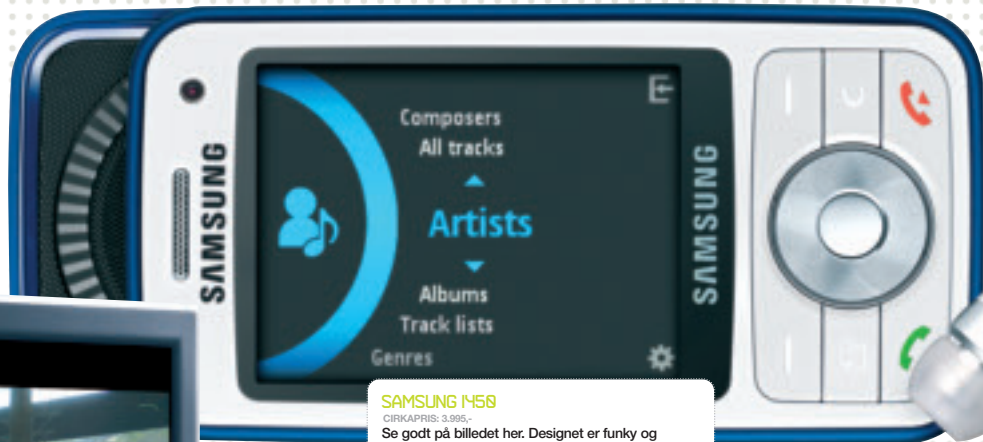 SAMSUNG
Composers
All tracks
Artists
Albums
Track lists
Genres
SAMSUNG
SAMSUNG I450
CIRKAPRIS: 3.995,-
Se godt på billedet her. Designet er funky og